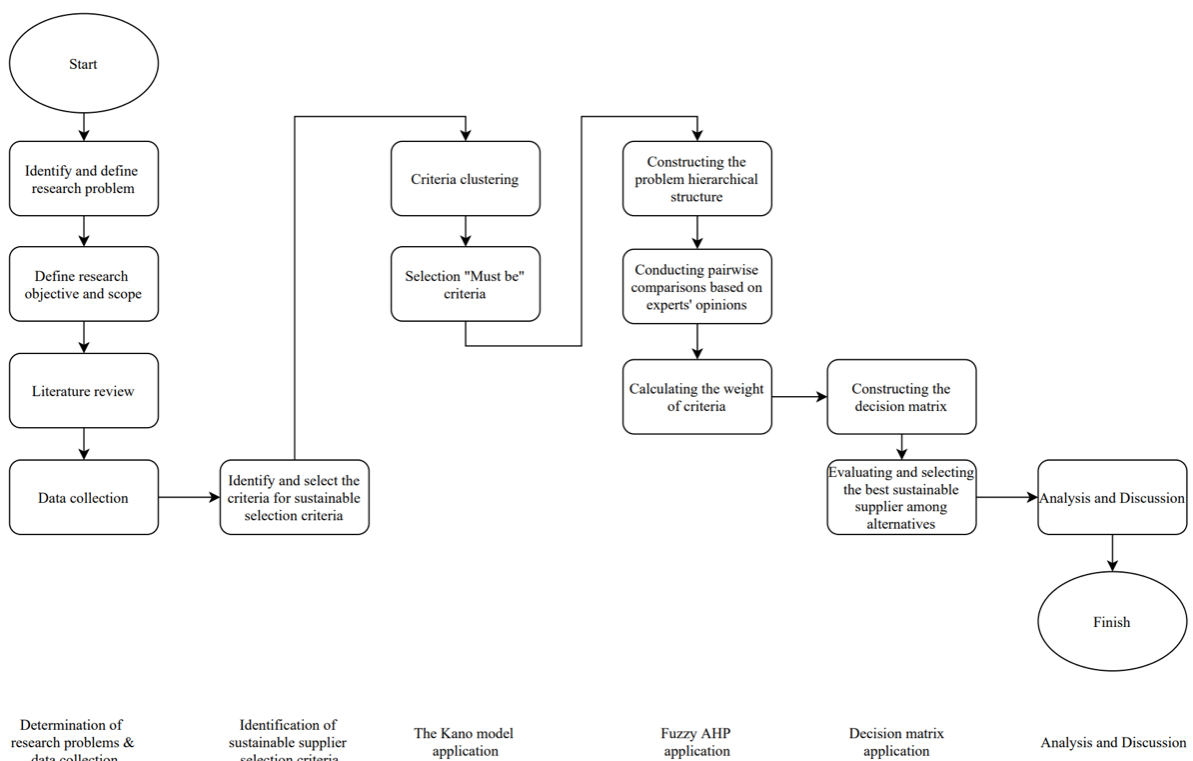 Start
Identify and define
research problem
Define research
objective and scope
Literature review
Data collection
Identify and select the
criteria for sustainable
selection criteria
Criteria clustering
Selection "Must be"
criteria
Constructing the
problem hierarchical
structure
Conducting pairwise
comparisons based on
experts' opinions
Calculating the weight
of criteria
Constructing the
decision matrix
Evaluating and selecting
the best sustainable
supplier among
alternatives
Analysis and Discussion
Finish
Determination of
research problems &
data collection
Identification of
sustainable supplier
selection criteria
The Kano model
application
Fuzzy AHP
application
Decision matrix
application
Analysis and Discussion